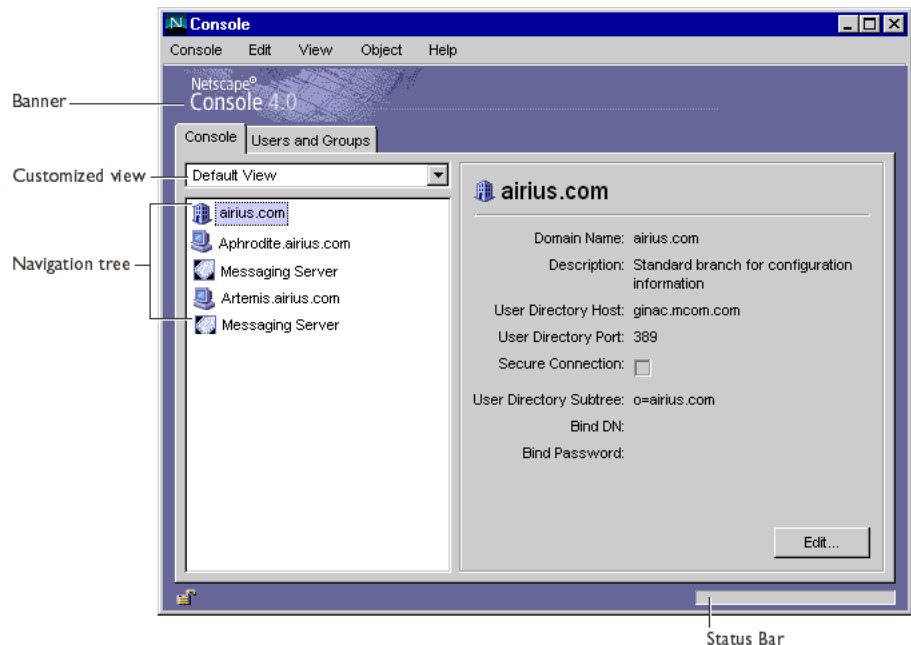 Console
Console Edit View Object Help
Netscape®
Console 4.0
Banner
Console Users and Groups
Customized view
Default View
airius.com
Aphrodite.airius.com
Navigation tree
Messaging Server
Artemis.airius.com
Messaging Server
airius.com
Domain Name: airius.com
Description: Standard branch for configuration
information
User Directory Host: ginac.mcom.com
User Directory Port: 389
Secure Connection:
User Directory Subtree: o=airius.com
Bind DN:
Bind Password:
Edit...
Status Bar